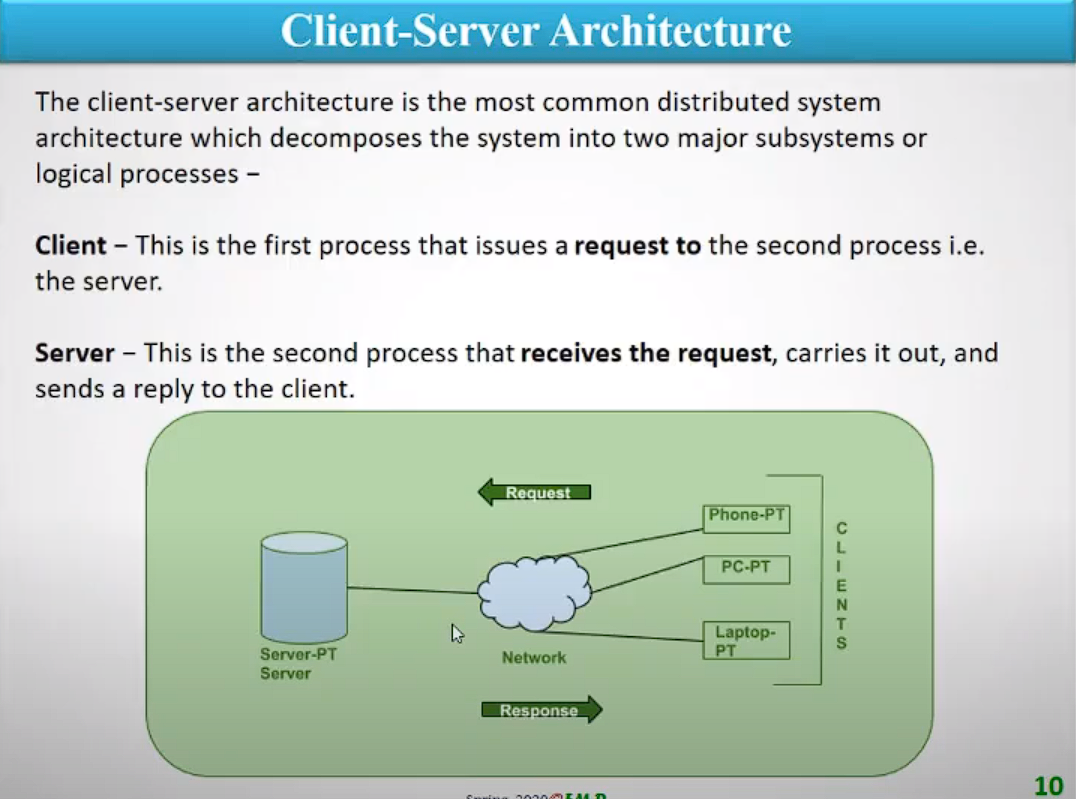 Client-Server Architecture
The client-server architecture is the most common distributed system
architecture which decomposes the system into two major subsystems or
logical processes –
Client – This is the first process that issues a request to the second process i.e.
the server.
Server – This is the second process that receives the request, carries it out, and
sends a reply to the client.
Request
Phone-PT
PC-PT
Laptop-
PT
CLIENTS
Server-PT
Server
Network
Response
10